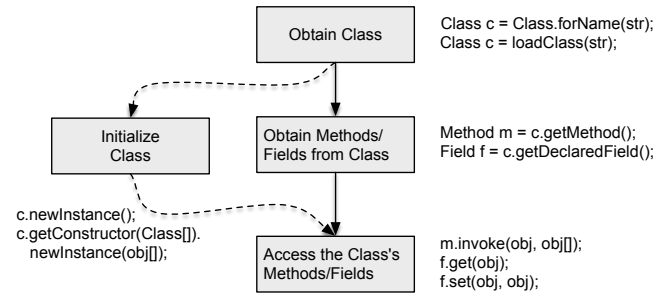 Obtain Class
Class c = Class.forName(str);
Class c = loadClass(str);
Initialize
Class
Obtain Methods/
Fields from Class
Method m = c.getMethod();
Field f = c.getDeclaredField();
c.newInstance();
c.getConstructor(Class[]).
newInstance(obj[]);
Access the Class's
Methods/Fields
m.invoke(obj, obj[]);
f.get(obj);
f.set(obj, obj);